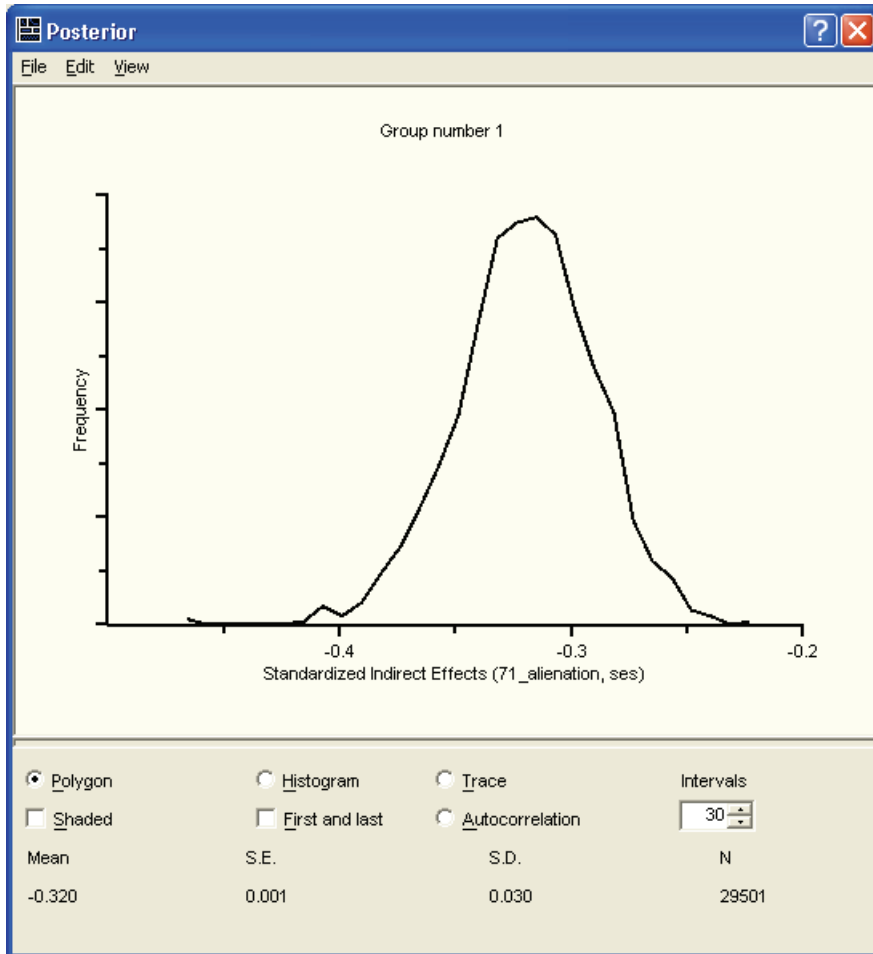 Posterior
File Edit View
Group number 1
Frequency
-0.4 -0.3 -0.2
Standardized Indirect Effects (71_alienation, ses)
Polygon Histogram Trace Intervals
Shaded First and last Autocorrelation 30
Mean S.E. S.D. N
-0.320 0.001 0.030 29501